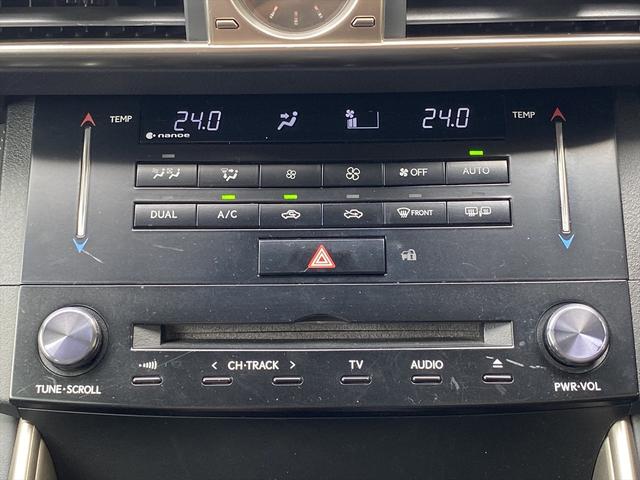 TEMP 24.0 24.0 TEMP
nanoe
OFF AUTO
DUAL A/C FRONT
< CH·TRACK > TV AUDIO
TUNE·SCROLL PWR·VOL